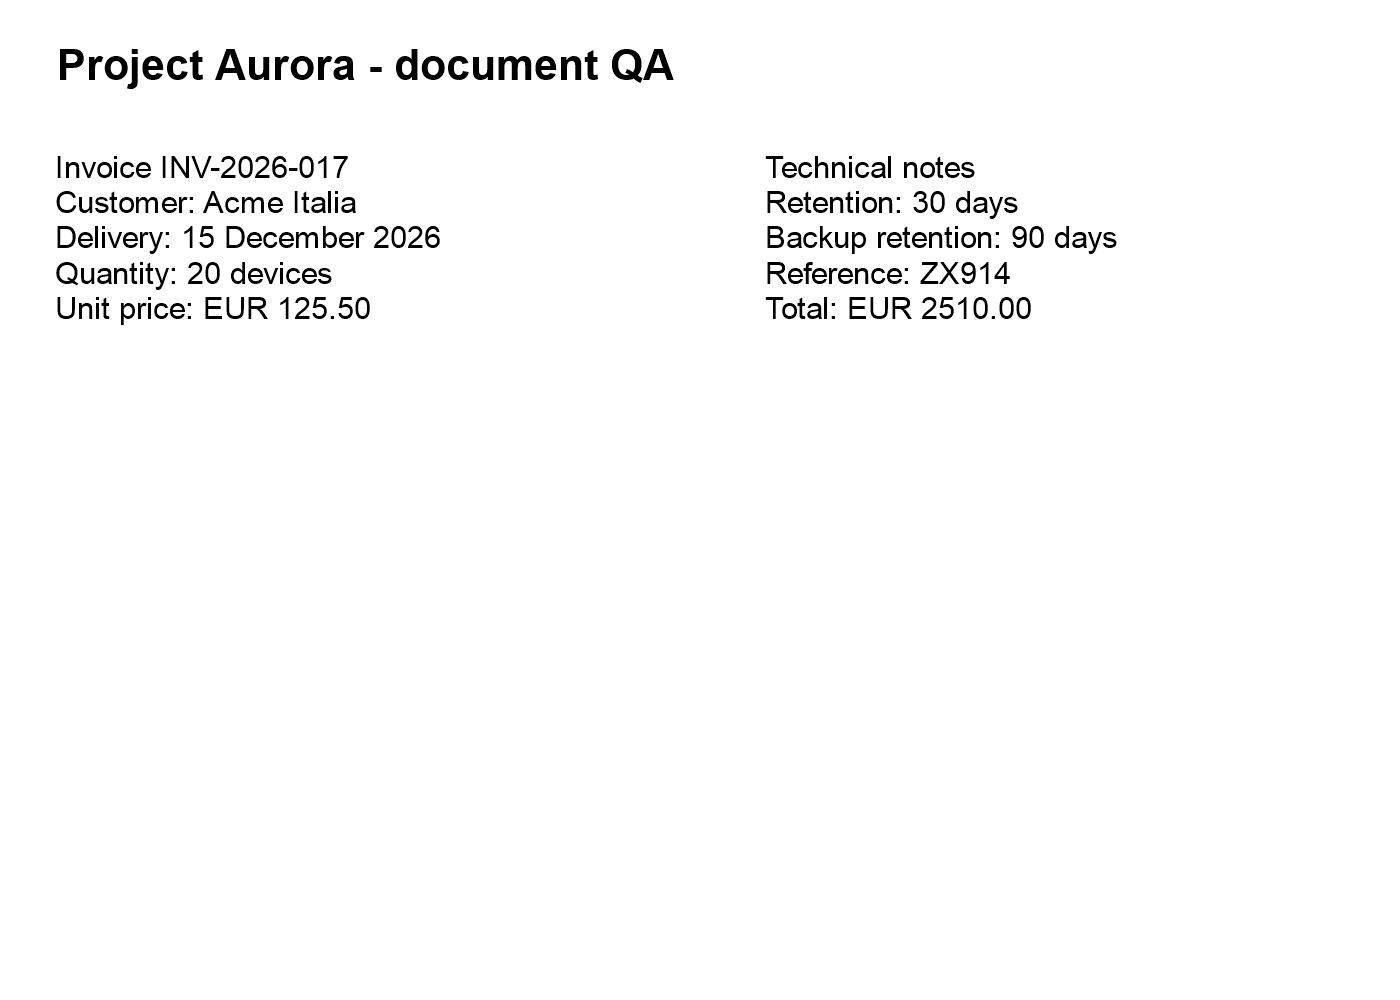 Project Aurora - document QA
Invoice INV-2026-017
Customer: Acme Italia
Delivery: 15 December 2026
Quantity: 20 devices
Unit price: EUR 125.50
Technical notes
Retention: 30 days
Backup retention: 90 days
Reference: ZX914
Total: EUR 2510.00